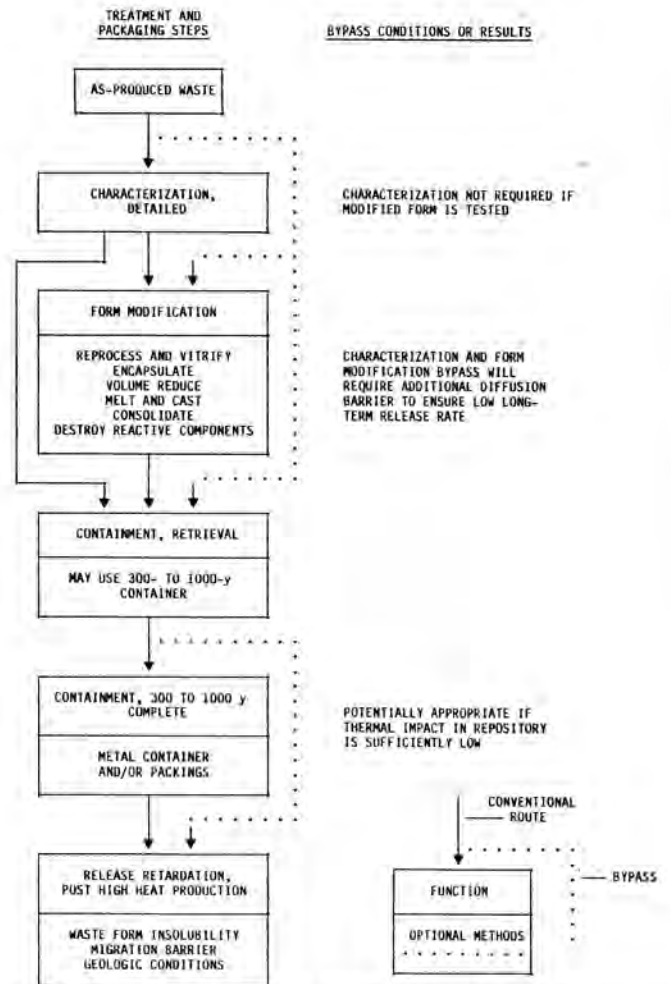 TREATMENT AND
PACKAGING STEPS
BYPASS CONDITIONS OR RESULTS
AS-PRODUCED WASTE
CHARACTERIZATION,
DETAILED
CHARACTERIZATION NOT REQUIRED IF
MODIFIED FORM IS TESTED
FORM MODIFICATION
REPROCESS AND VITRIFY
ENCAPSULATE
VOLUME REDUCE
MELT AND CAST
CONSOLIDATE
DESTROY REACTIVE COMPONENTS
CHARACTERIZATION AND FORM
MODIFICATION BYPASS WILL
REQUIRE ADDITIONAL DIFFUSION
BARRIER TO ENSURE LOW LONG-
TERM RELEASE RATE
CONTAINMENT, RETRIEVAL
MAY USE 300- TO 1000-y
CONTAINER
CONTAINMENT, 300 TO 1000 y
COMPLETE
METAL CONTAINER
AND/OR PACKINGS
POTENTIALLY APPROPRIATE IF
THERMAL IMPACT IN REPOSITORY
IS SUFFICIENTLY LOW
RELEASE RETARDATION,
POST HIGH HEAT PRODUCTION
WASTE FORM INSOLUBILITY
MIGRATION BARRIER
GEOLOGIC CONDITIONS
CONVENTIONAL
ROUTE
BYPASS
FUNCTION
OPTIONAL METHODS